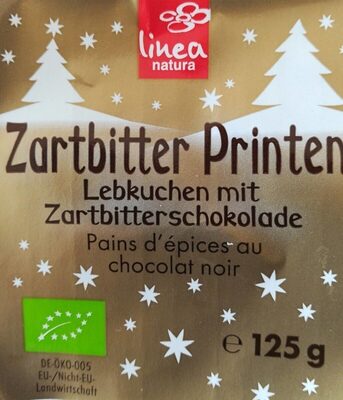 linea
natura
Zartbitter Printen
Lebkuchen mit
Zartbitterschokolade
Pains d'épices au
chocolat noir
DE-ÖKO-005
EU-/Nicht-EU-
Landwirtschaft
℮ 125 g